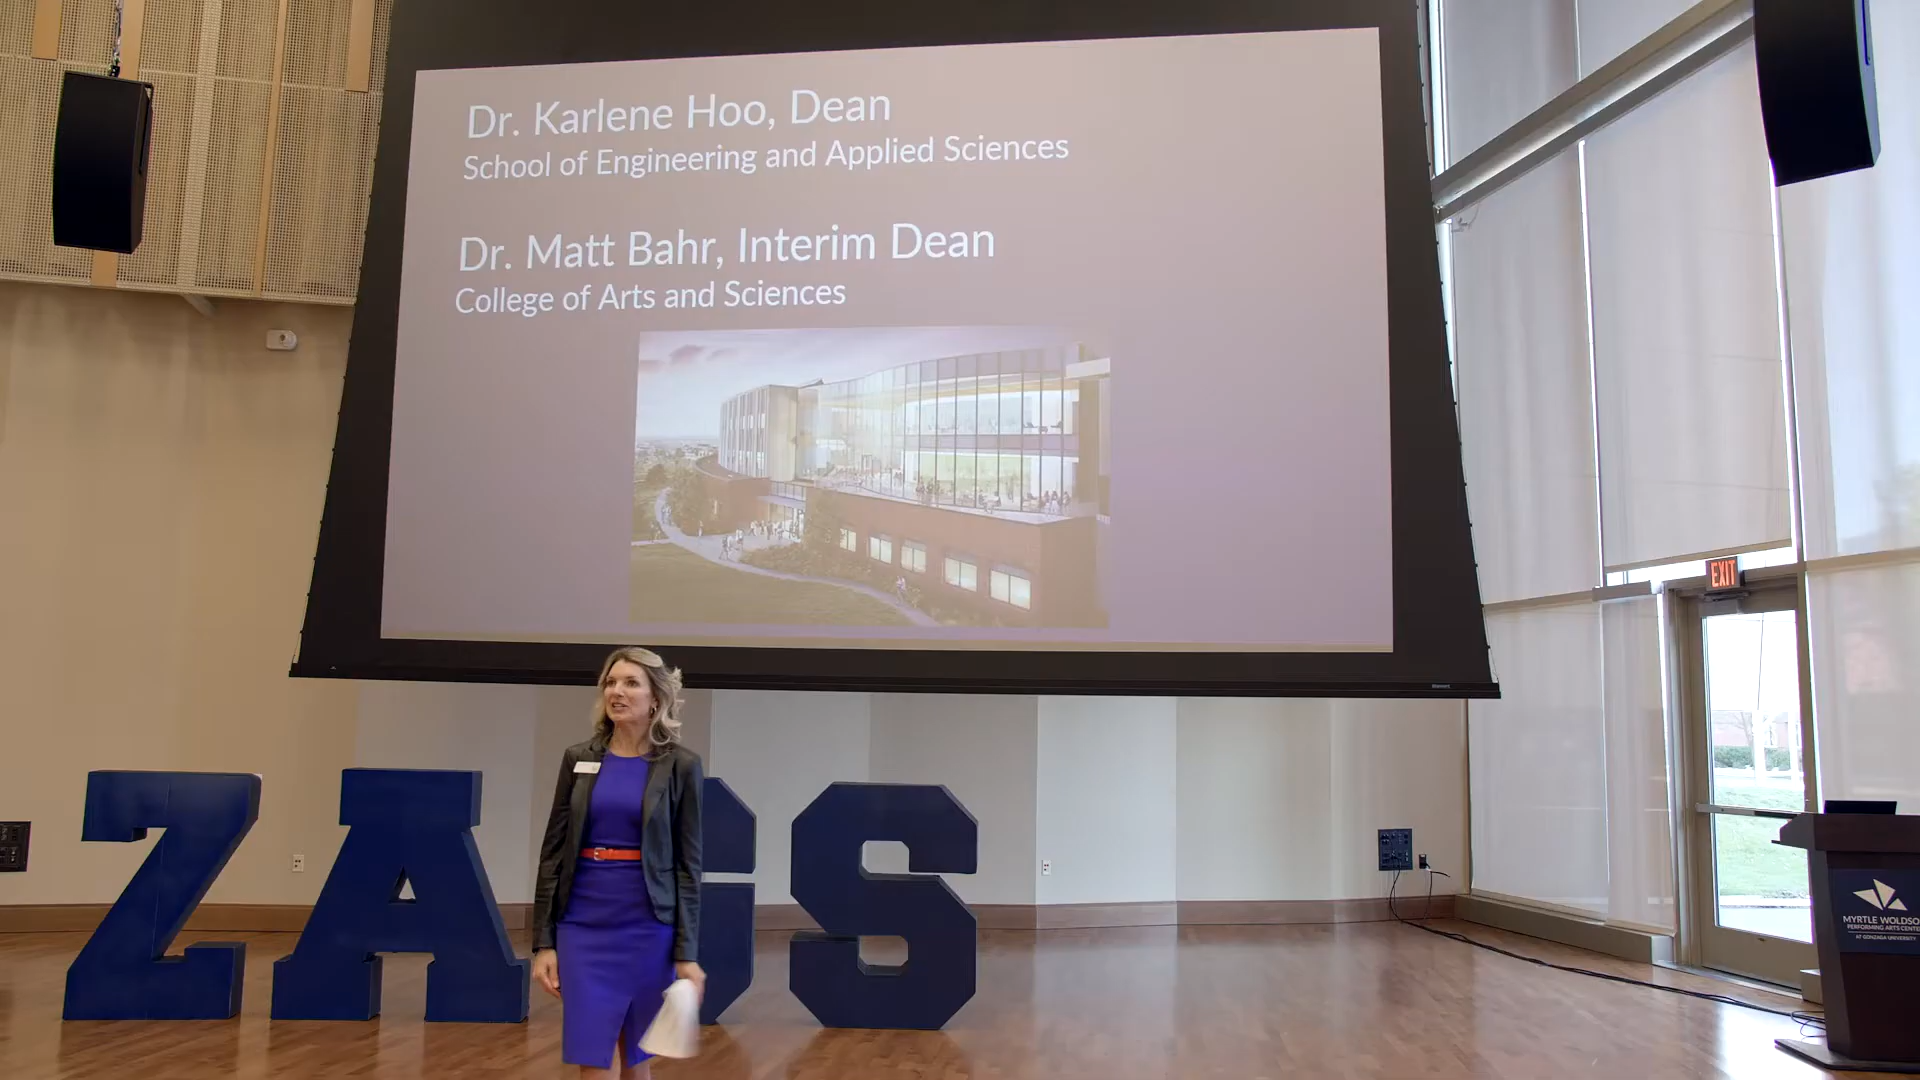 Dr. Karlene Hoo, Dean
School of Engineering and Applied Sciences
Dr. Matt Bahr, Interim Dean
College of Arts and Sciences
EXIT
ZAGS
MYRTLE WOLDSO
PERFORMING ARTS CENTE
AT GONZAGA UNIVERSITY